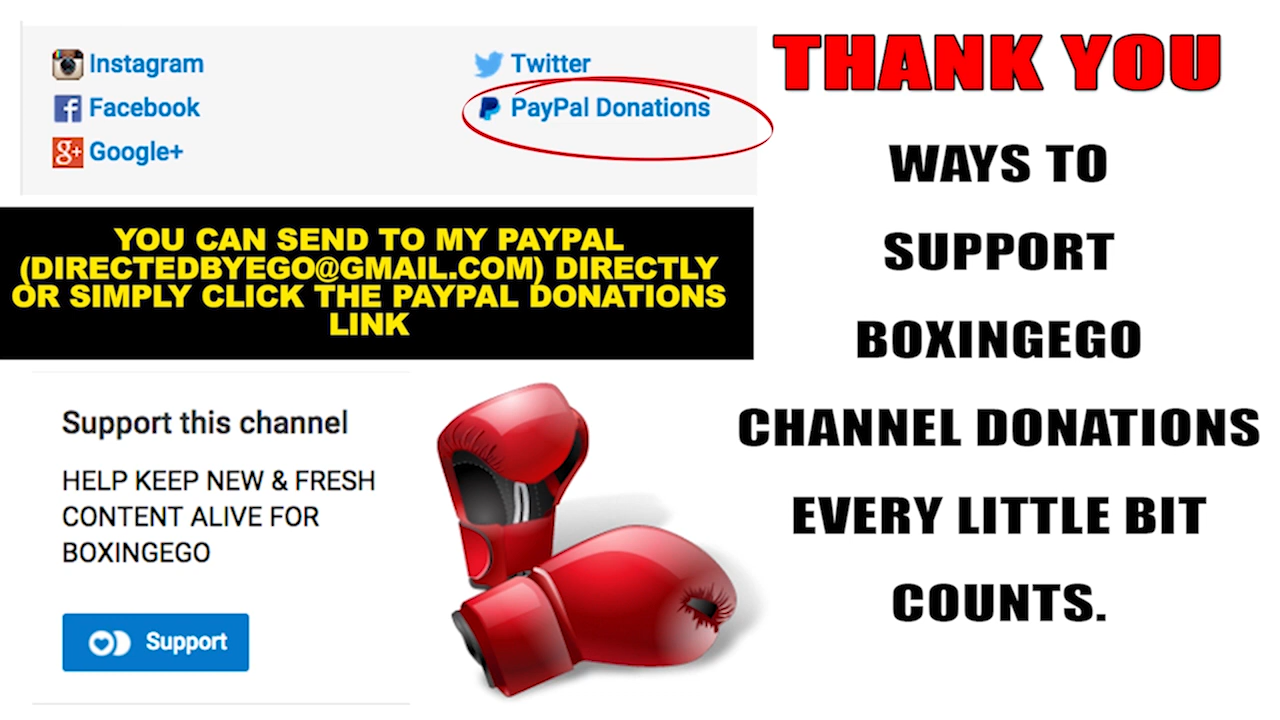 Instagram
Twitter
Facebook
PayPal Donations
Google+
YOU CAN SEND TO MY PAYPAL
(DIRECTEDBYEGO@GMAIL.COM) DIRECTLY
OR SIMPLY CLICK THE PAYPAL DONATIONS
LINK
Support this channel
HELP KEEP NEW & FRESH
CONTENT ALIVE FOR
BOXINGEGO
Support
THANK YOU
WAYS TO
SUPPORT
BOXINGEGO
CHANNEL DONATIONS
EVERY LITTLE BIT
COUNTS.